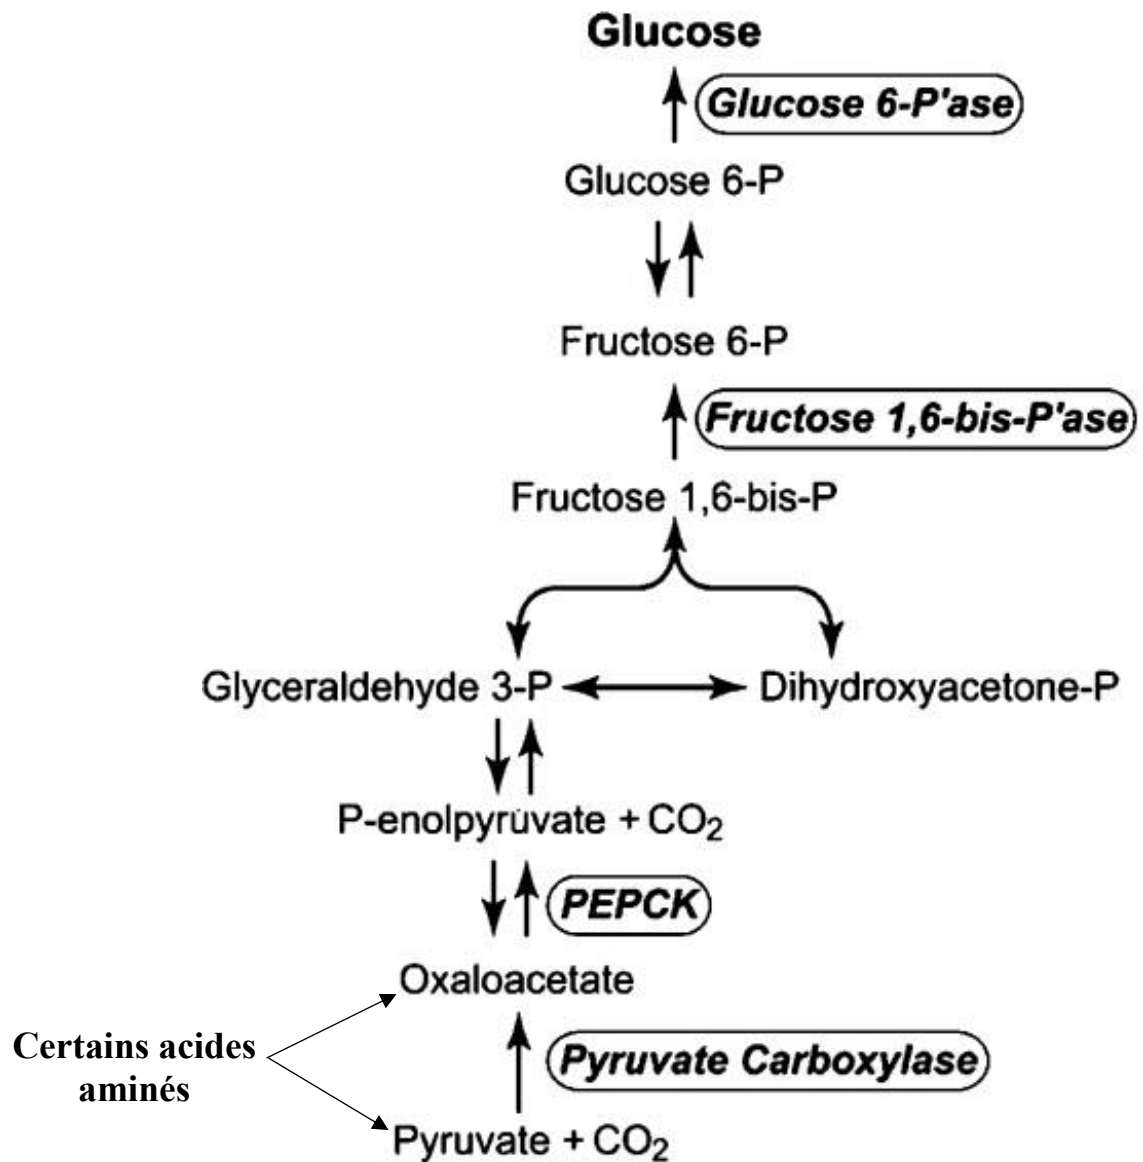 Glucose
Glucose 6-P'ase
Glucose 6-P
Fructose 6-P
Fructose 1,6-bis-P'ase
Fructose 1,6-bis-P
Glyceraldehyde 3-P
Dihydroxyacetone-P
P-enolpyruvate + CO₂
PEPCK
Oxaloacetate
Certains acides
aminés
Pyruvate Carboxylase
Pyruvate + CO₂